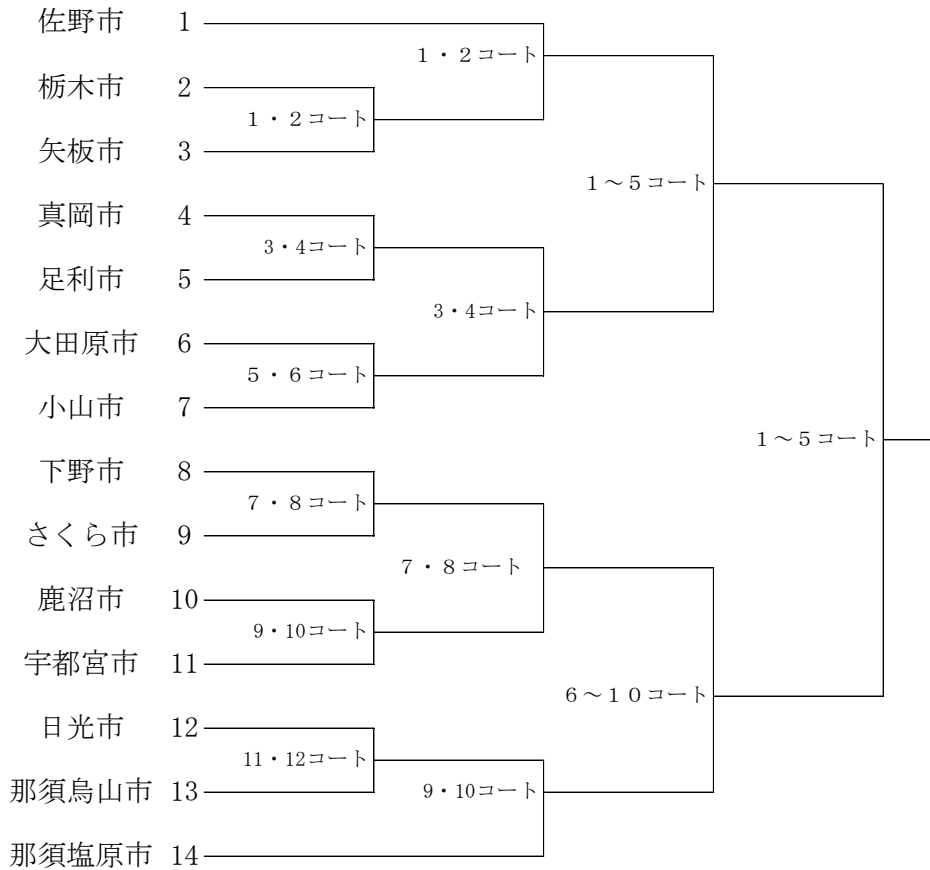 佐野市 1
1・2コート
栃木市 2
1・2コート
矢板市 3
1～5コート
真岡市 4
3・4コート
足利市 5
3・4コート
大田原市 6
5・6コート
小山市 7
1～5コート
下野市 8
7・8コート
さくら市 9
7・8コート
鹿沼市 10
9・10コート
宇都宮市 11
6～10コート
日光市 12
11・12コート
那須烏山市 13
9・10コート
那須塩原市 14